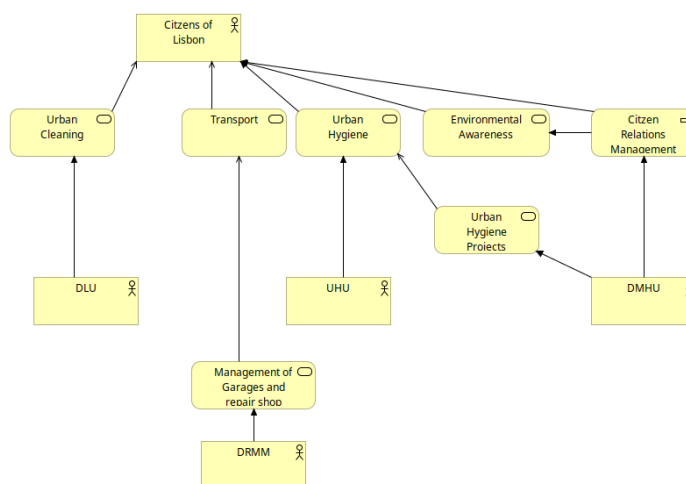 Citzens of
Lisbon
Urban
Cleaning
Transport
Urban
Hygiene
Environmental
Awareness
Citzen
Relations
Management
Urban
Hygiene
Projects
DLU
UHU
DMHU
Management of
Garages and
repair shop
DRMM